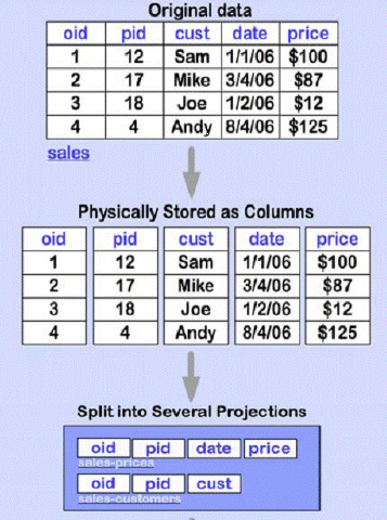 Original data
oid pid cust date price
1 12 Sam 1/1/06 $100
2 17 Mike 3/4/06 $87
3 18 Joe 1/2/06 $12
4 4 Andy 8/4/06 $125
sales
Physically Stored as Columns
oid pid cust date price
1 12 Sam 1/1/06 $100
2 17 Mike 3/4/06 $87
3 18 Joe 1/2/06 $12
4 4 Andy 8/4/06 $125
Split into Several Projections
oid pid date price
sales-prices
oid pid cust
sales-customers